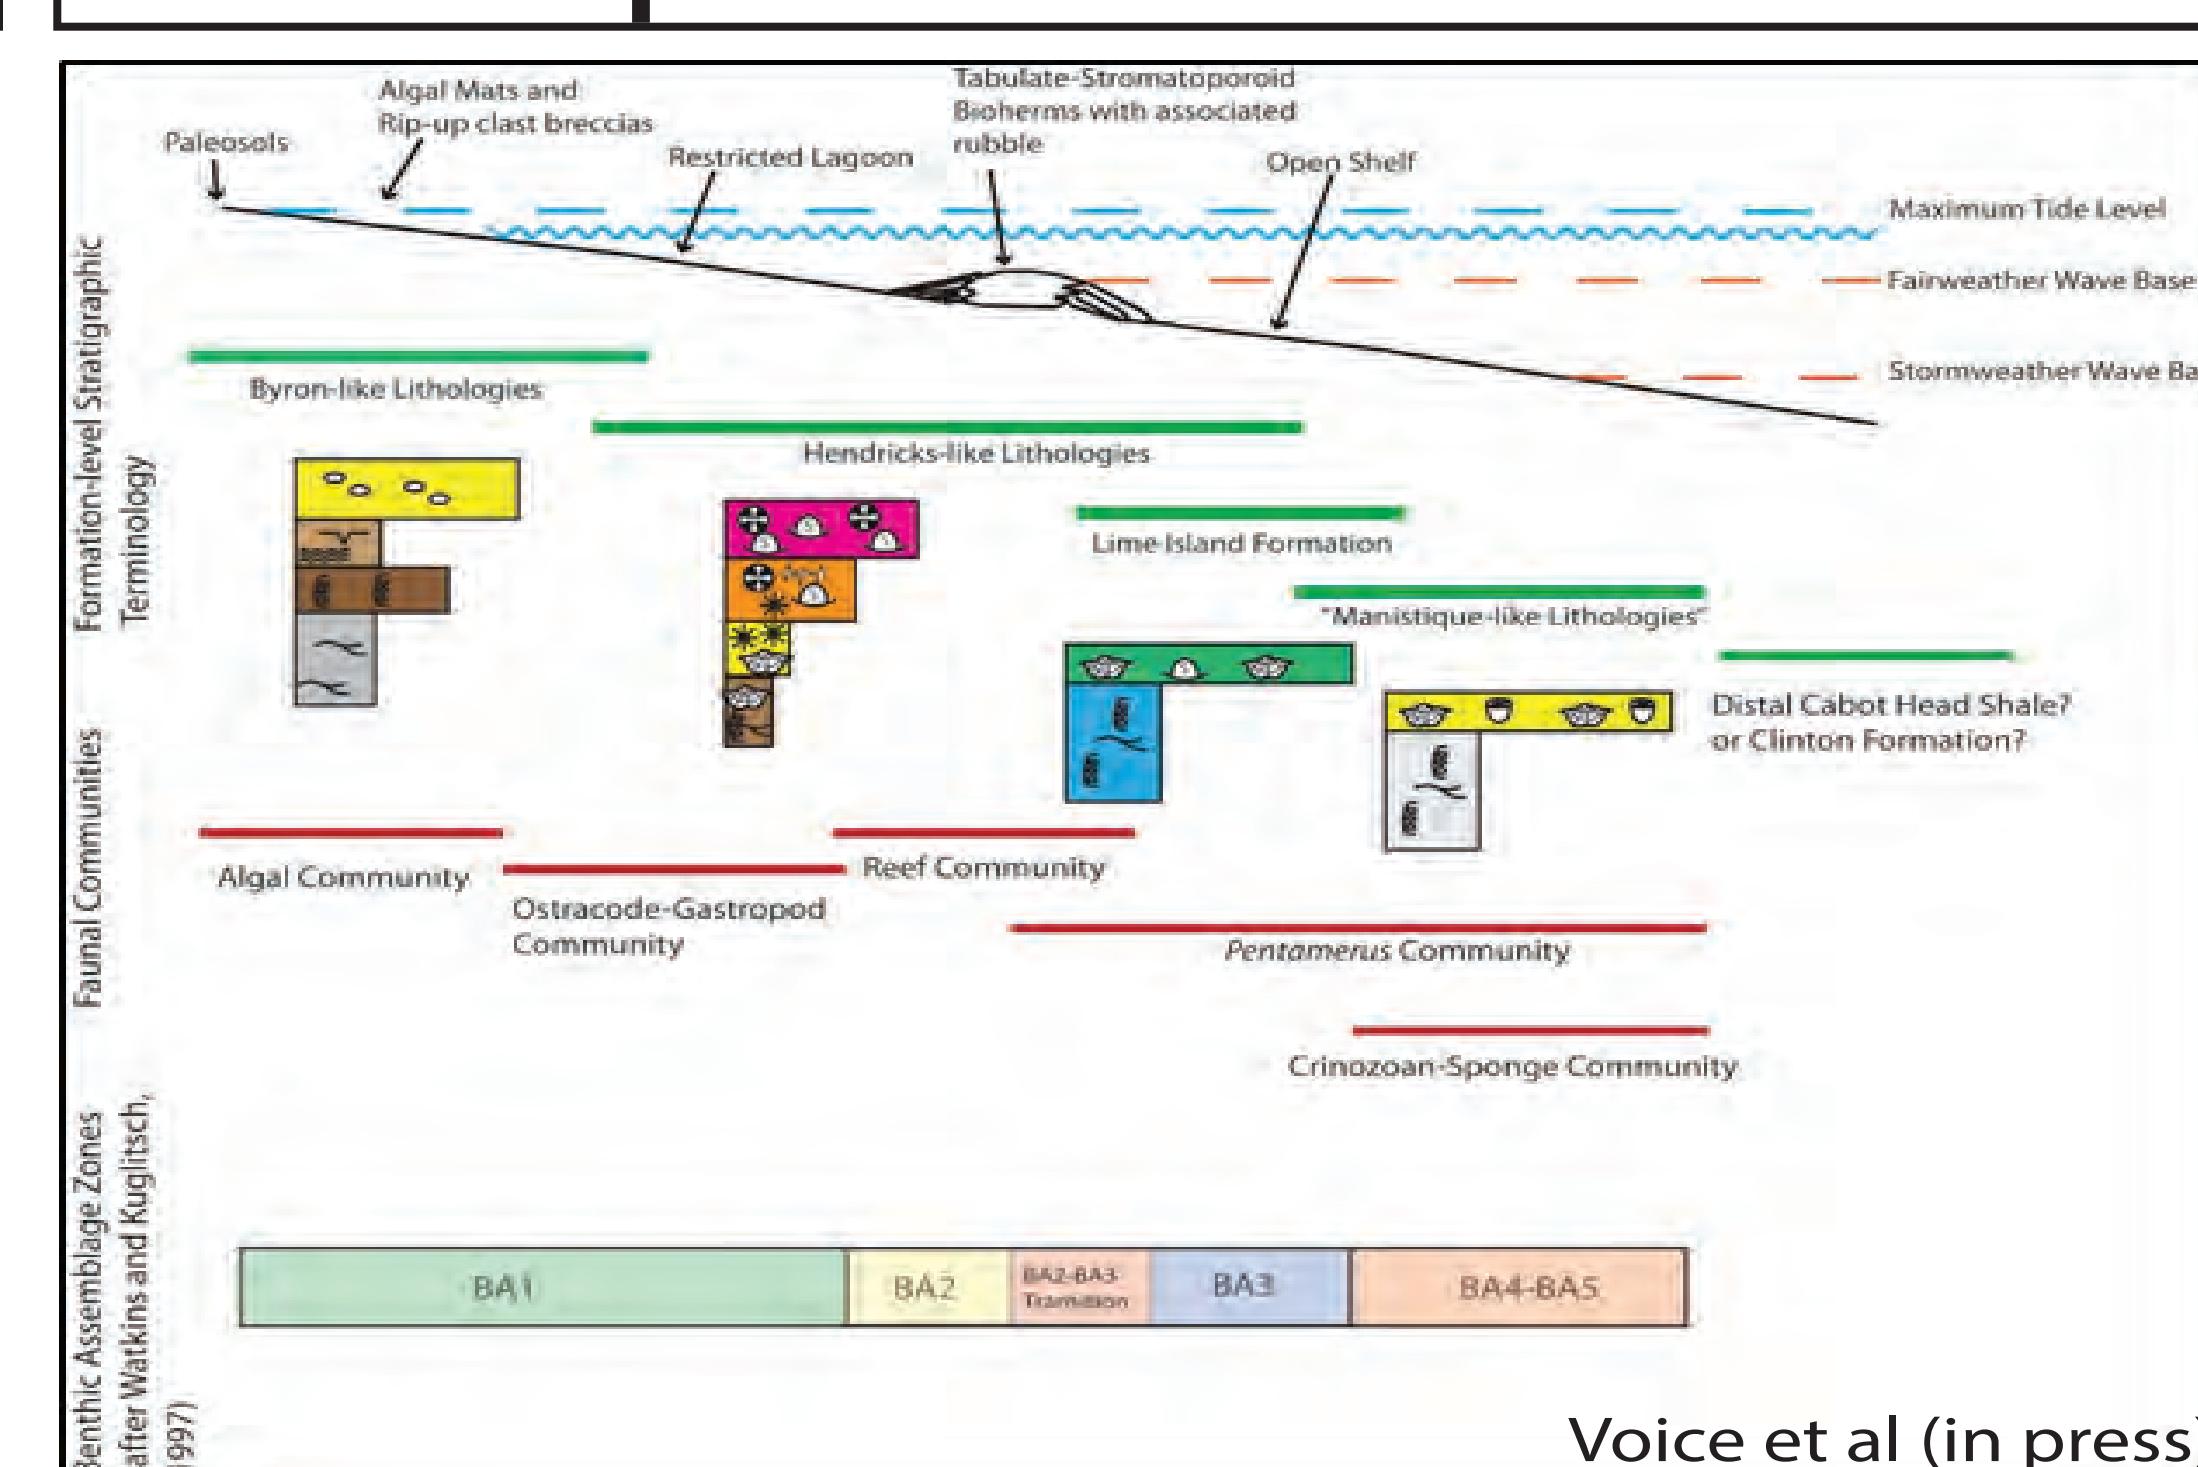 Algal Mats and
Rip-up clast breccias
Paleosols
Restricted Lagoon
Tabulate-Stromatoporoid
Bioherms with associated
rubble
Open Shelf
Maximum Tide Level
Fairweather Wave Base
Stormweather Wave Ba
Formation-level Stratigraphic
Terminology
Byron-like Lithologies
Hendricks-like Lithologies
Lime Island Formation
"Manistique-like Lithologies"
Distal Cabot Head Shale?
or Clinton Formation?
Faunal Communities
Algal Community
Ostracode-Gastropod
Community
Reef Community
Pentamerus Community
Crinozoan-Sponge Community
Benthic Assemblage Zones
after Watkins and Kuglitsch,
1997)
BA1
BA2
BA2-BA3
Transition
BA3
BA4-BA5
Voice et al (in press)